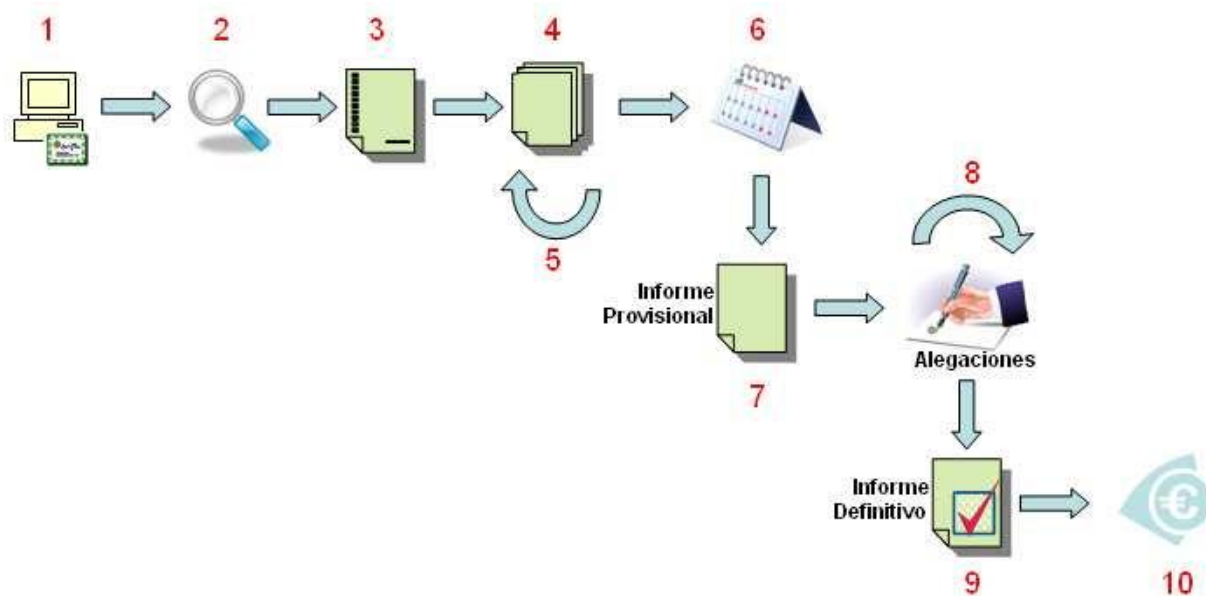 1
2
3
4
6
5
8
Informe
Provisional
7
Alegaciones
Informe
Definitivo
9
10